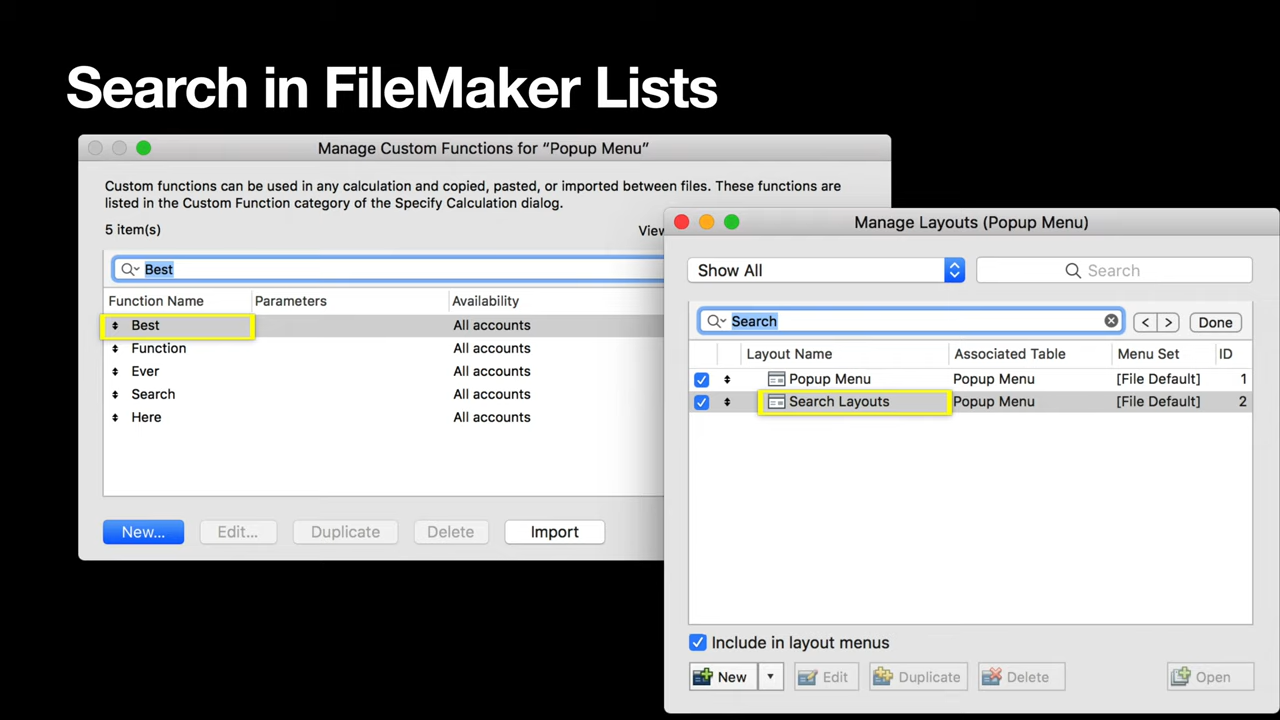 Search in FileMaker Lists
Manage Custom Functions for “Popup Menu”
Custom functions can be used in any calculation and copied, pasted, or imported between files. These functions are
listed in the Custom Function category of the Specify Calculation dialog.
5 item(s)
View
Best
Function Name Parameters Availability
Best All accounts
Function All accounts
Ever All accounts
Search All accounts
Here All accounts
New... Edit... Duplicate Delete Import
Manage Layouts (Popup Menu)
Show All Search
Search < > Done
Layout Name Associated Table Menu Set ID
Popup Menu Popup Menu [File Default] 1
Search Layouts Popup Menu [File Default] 2
Include in layout menus
New Edit Duplicate Delete Open